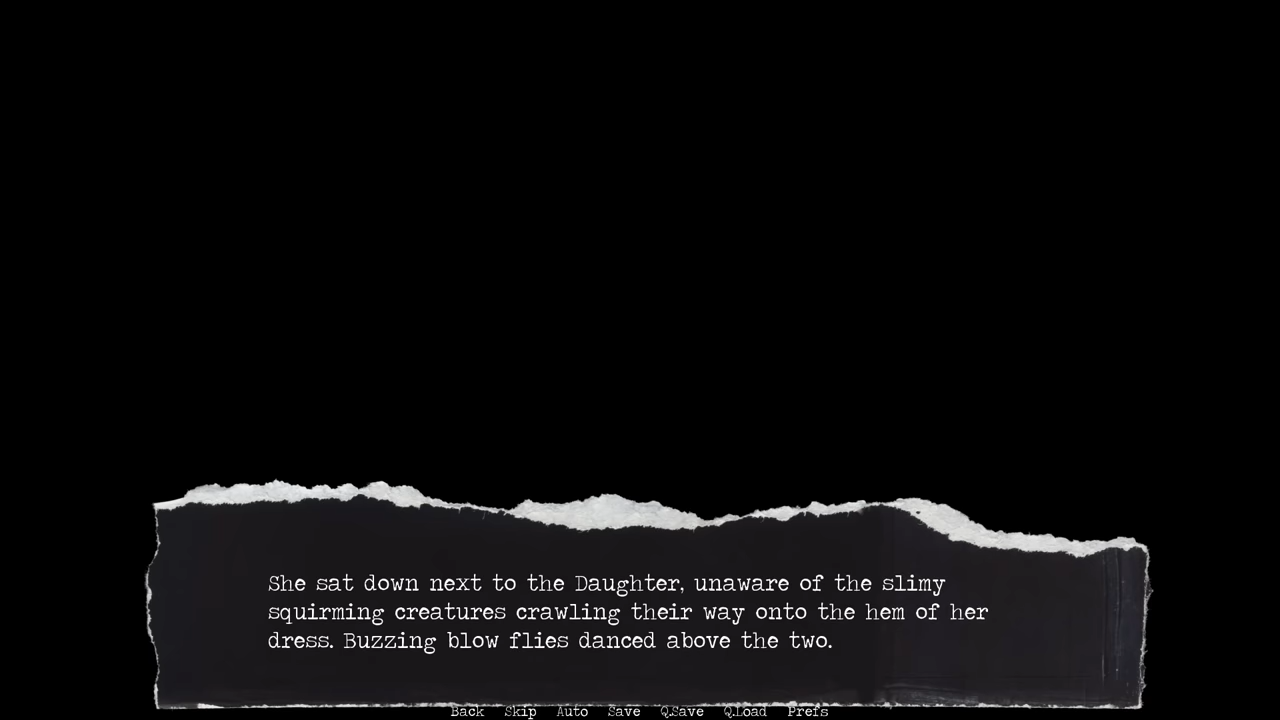 She sat down next to the Daughter, unaware of the slimy
squirming creatures crawling their way onto the hem of her
dress. Buzzing blow flies danced above the two.
Back Skip Auto Save Q.Save Q.Load Prefs